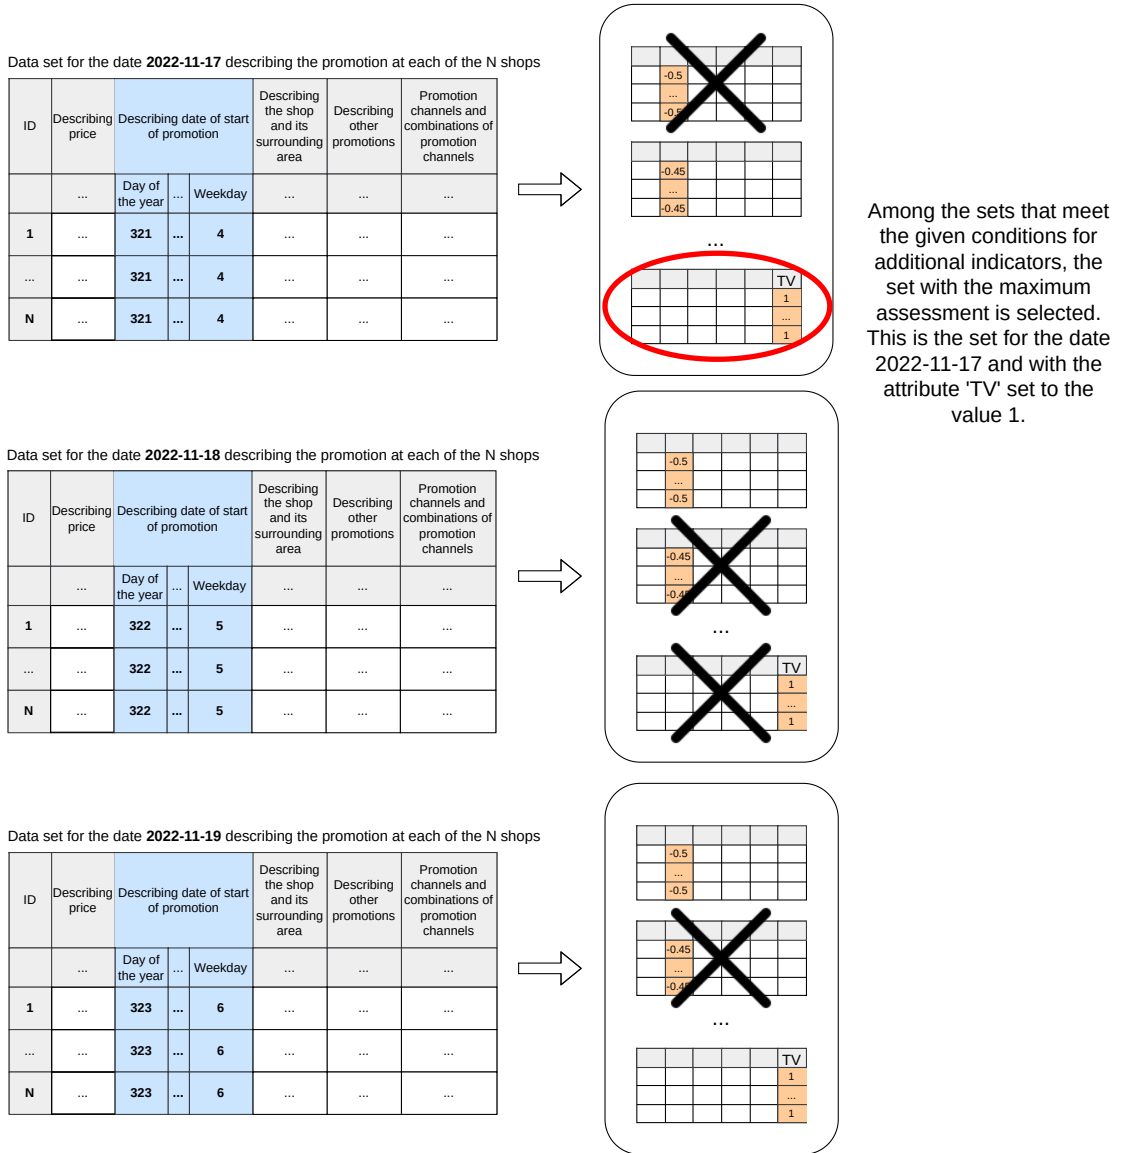 Data set for the date 2022-11-17 describing the promotion at each of the N shops
ID
Describing
price
Describing date of start
of promotion
Describing
the shop
and its
surrounding
area
Describing
other
promotions
Promotion
channels and
combinations of
promotion
channels
... Day of
the year ... Weekday ... ... ...
1 ... 321 ... 4 ... ... ...
... ... 321 ... 4 ... ... ...
N ... 321 ... 4 ... ... ...
-0.5
...
-0.5
-0.45
...
-0.45
...
TV
1
...
1
Among the sets that meet
the given conditions for
additional indicators, the
set with the maximum
assessment is selected.
This is the set for the date
2022-11-17 and with the
attribute 'TV' set to the
value 1.
Data set for the date 2022-11-18 describing the promotion at each of the N shops
ID
Describing
price
Describing date of start
of promotion
Describing
the shop
and its
surrounding
area
Describing
other
promotions
Promotion
channels and
combinations of
promotion
channels
... Day of
the year ... Weekday ... ... ...
1 ... 322 ... 5 ... ... ...
... ... 322 ... 5 ... ... ...
N ... 322 ... 5 ... ... ...
-0.5
...
-0.5
-0.45
...
-0.45
...
TV
1
...
1
Data set for the date 2022-11-19 describing the promotion at each of the N shops
ID
Describing
price
Describing date of start
of promotion
Describing
the shop
and its
surrounding
area
Describing
other
promotions
Promotion
channels and
combinations of
promotion
channels
... Day of
the year ... Weekday ... ... ...
1 ... 323 ... 6 ... ... ...
... ... 323 ... 6 ... ... ...
N ... 323 ... 6 ... ... ...
-0.5
...
-0.5
-0.45
...
-0.45
...
TV
1
...
1